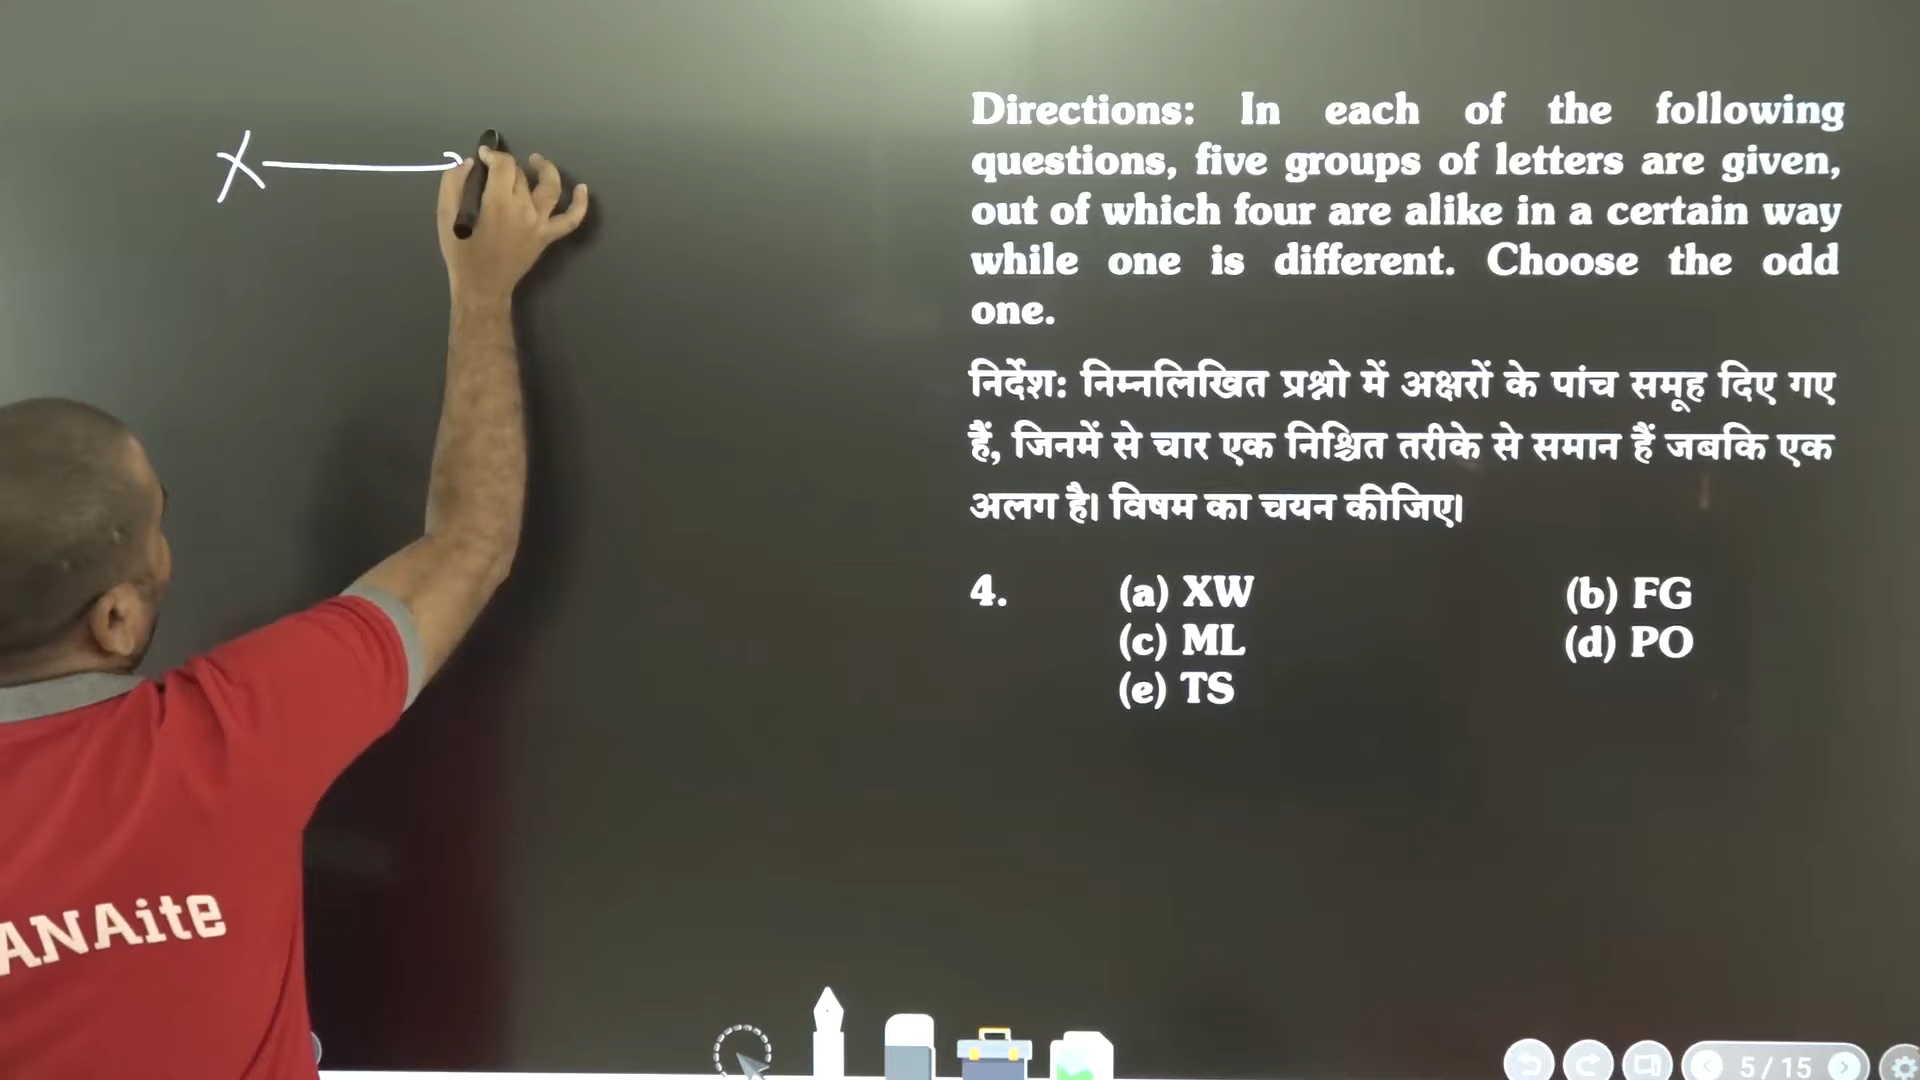 X
Directions: In each of the following
questions, five groups of letters are given,
out of which four are alike in a certain way
while one is different. Choose the odd
one.
निर्देश: निम्नलिखित प्रश्नो में अक्षरों के पांच समूह दिए गए
हैं, जिनमें से चार एक निश्चित तरीके से समान हैं जबकि एक
अलग है। विषम का चयन कीजिए।
4. (a) XW (b) FG
(c) ML (d) PO
(e) TS
ANAite
5 / 15